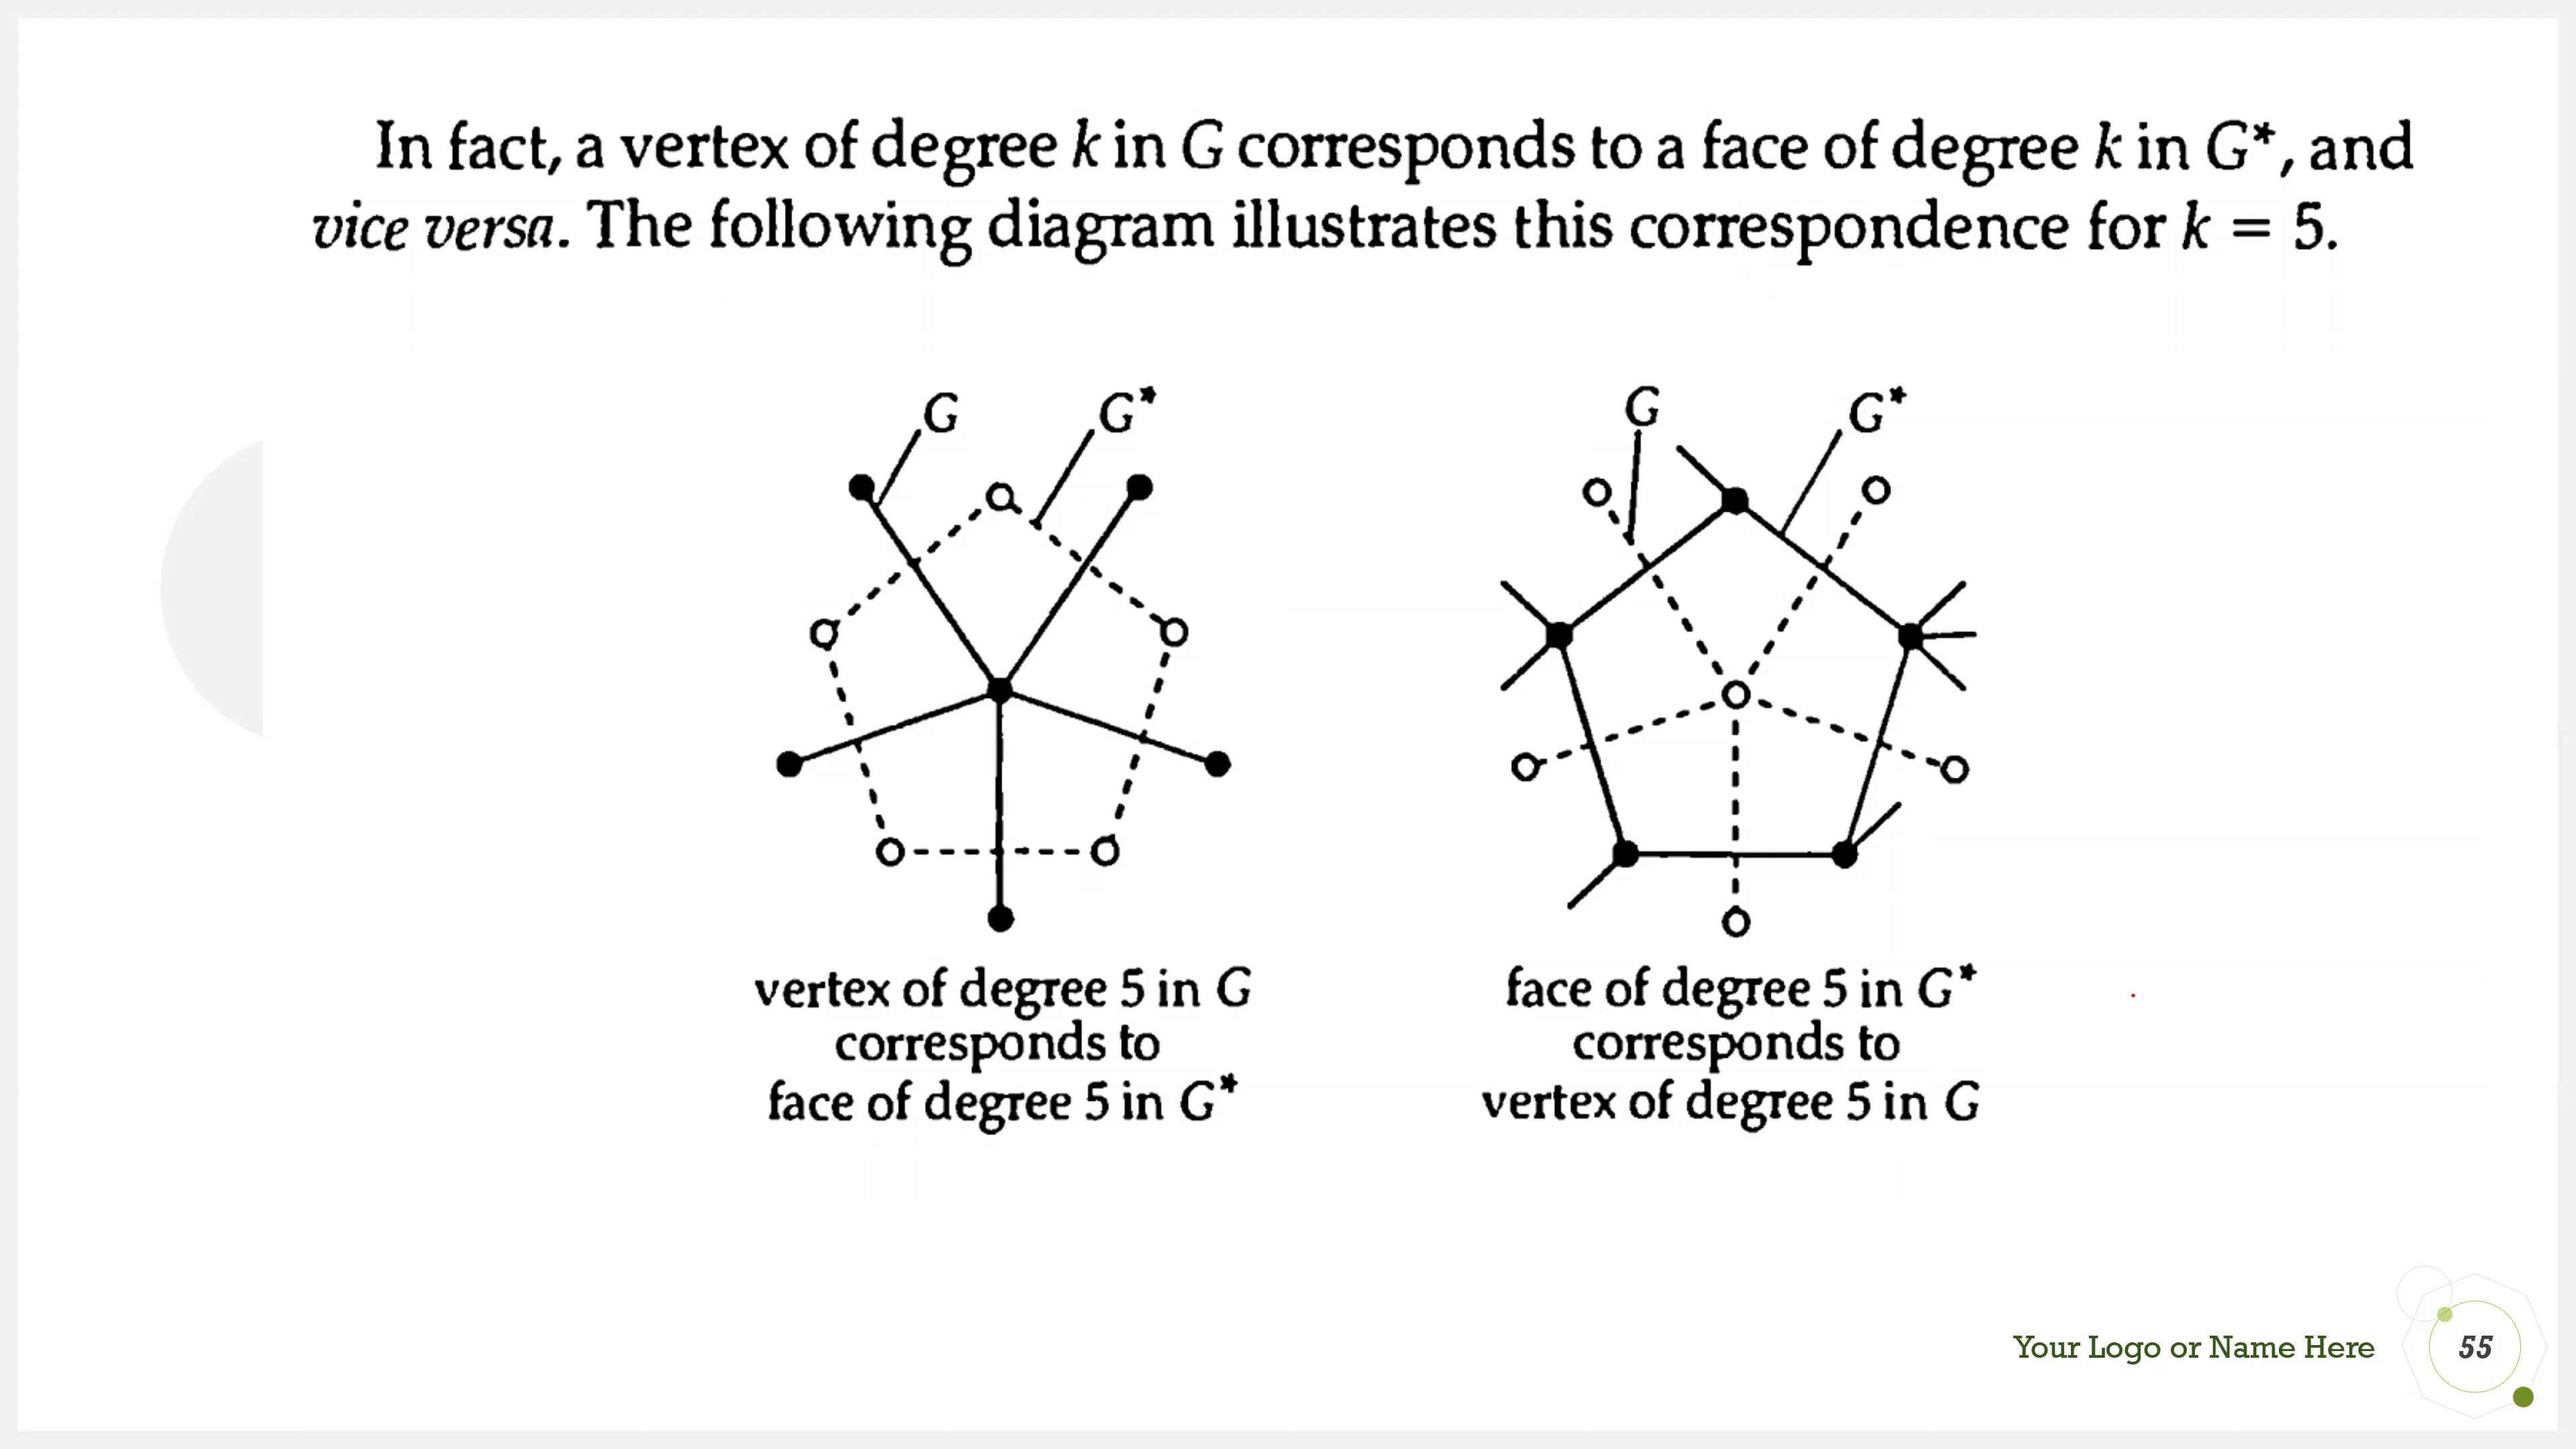 In fact, a vertex of degree k in G corresponds to a face of degree k in G*, and
vice versa. The following diagram illustrates this correspondence for k = 5.
G
G*
G
G*
vertex of degree 5 in G
corresponds to
face of degree 5 in G*
face of degree 5 in G*
corresponds to
vertex of degree 5 in G
Your Logo or Name Here
55